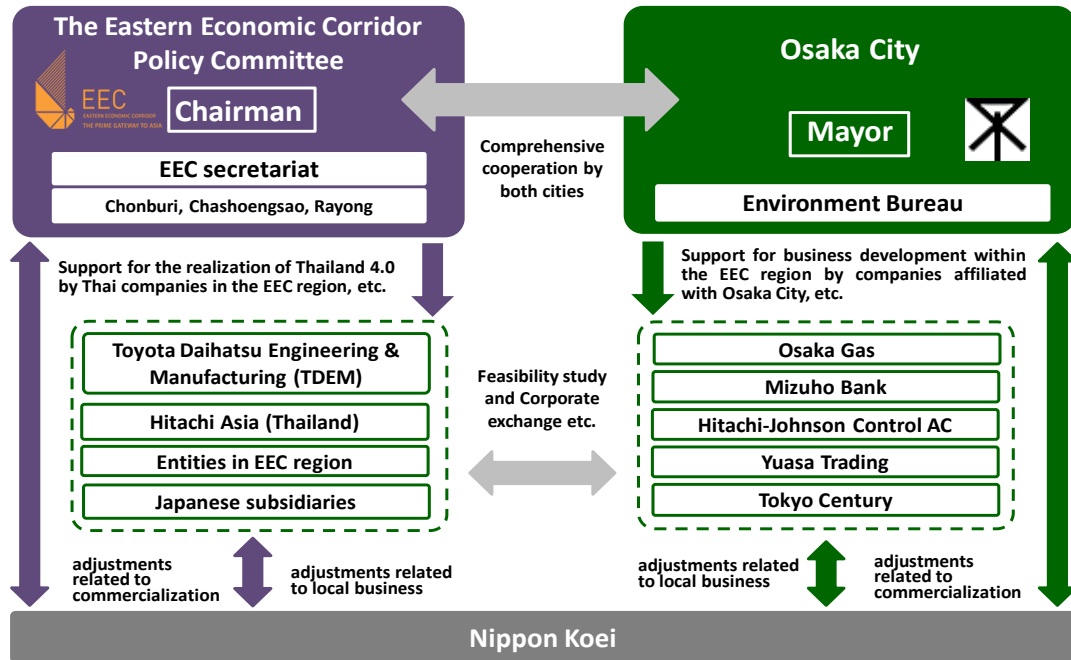 The Eastern Economic Corridor
Policy Committee
EEC
EASTERN ECONOMIC CORRIDOR
THE PRIME GATEWAY TO ASIA
Chairman
EEC secretariat
Chonburi, Chashoengsao, Rayong
Comprehensive
cooperation by
both cities
Osaka City
Mayor
Environment Bureau
Support for the realization of Thailand 4.0
by Thai companies in the EEC region, etc.
Support for business development within
the EEC region by companies affiliated
with Osaka City, etc.
Toyota Daihatsu Engineering &
Manufacturing (TDEM)
Hitachi Asia (Thailand)
Entities in EEC region
Japanese subsidiaries
Feasibility study
and Corporate
exchange etc.
Osaka Gas
Mizuho Bank
Hitachi-Johnson Control AC
Yuasa Trading
Tokyo Century
adjustments
related to
commercialization
adjustments related
to local business
adjustments related
to local business
adjustments
related to
commercialization
Nippon Koei